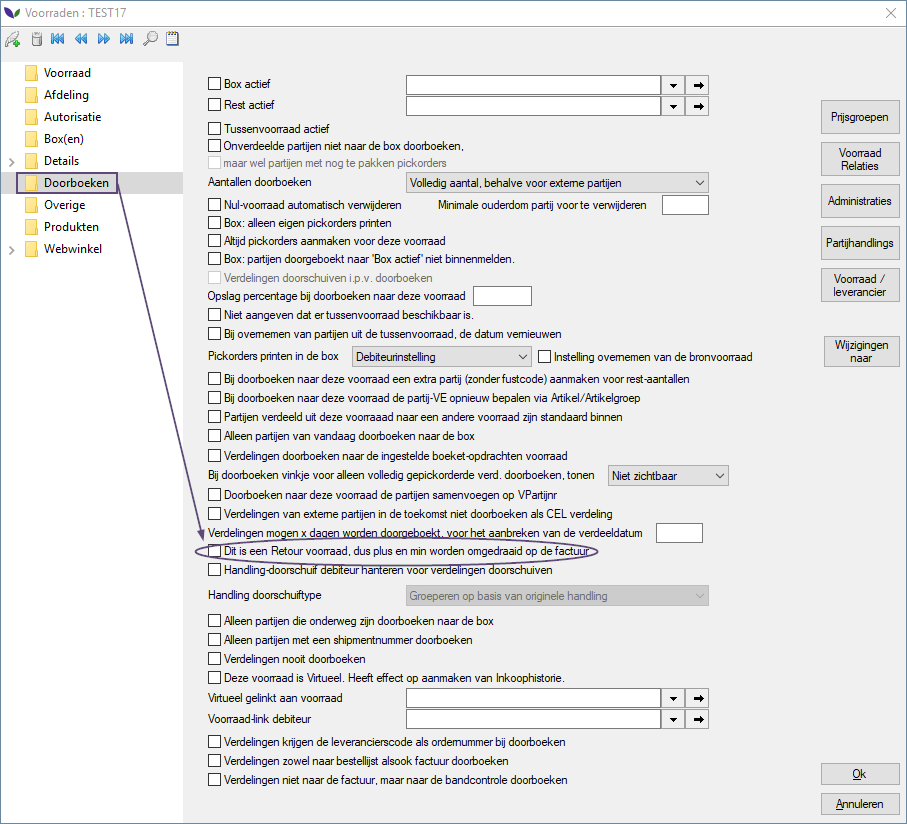 Voorraden : TEST17
Voorraad
Afdeling
Autorisatie
Box(en)
Details
Doorboeken
Overige
Produkten
Webwinkel
Box actief
Rest actief
Tussenvoorraad actief
Onverdeelde partijen niet naar de box doorboeken,
maar wel partijen met nog te pakken pickorders
Aantallen doorboeken Volledig aantal, behalve voor externe partijen
Nul-voorraad automatisch verwijderen Minimale ouderdom partij voor te verwijderen
Box: alleen eigen pickorders printen
Altijd pickorders aanmaken voor deze voorraad
Box: partijen doorgeboekt naar 'Box actief' niet binnenmelden.
Verdelingen doorschuiven i.p.v. doorboeken
Opslag percentage bij doorboeken naar deze voorraad
Niet aangeven dat er tussenvoorraad beschikbaar is.
Bij overnemen van partijen uit de tussenvoorraad, de datum vernieuwen
Pickorders printen in de box Debiteurinstelling Instelling overnemen van de bronvoorraad
Bij doorboeken naar deze voorraad een extra partij (zonder fustcode) aanmaken voor rest-aantallen
Bij doorboeken naar deze voorraad de partij-VE opnieuw bepalen via Artikel/Artikelgroep
Partijen verdeeld uit deze voorraaad naar een andere voorraad zijn standaard binnen
Alleen partijen van vandaag doorboeken naar de box
Verdelingen doorboeken naar de ingestelde boeket-opdrachten voorraad
Bij doorboeken vinkje voor alleen volledig gepickorderde verd. doorboeken, tonen Niet zichtbaar
Doorboeken naar deze voorraad de partijen samenvoegen op VPartijnr
Verdelingen van externe partijen in de toekomst niet doorboeken als CEL verdeling
Verdelingen mogen x dagen worden doorgeboekt, voor het aanbreken van de verdeeldatum
Dit is een Retour voorraad, dus plus en min worden omgedraaid op de factuur
Handling-doorschuif debiteur hanteren voor verdelingen doorschuiven
Handling doorschuiftype Groeperen op basis van originele handling
Alleen partijen die onderweg zijn doorboeken naar de box
Alleen partijen met een shipmentnummer doorboeken
Verdelingen nooit doorboeken
Deze voorraad is Virtueel. Heeft effect op aanmaken van Inkoophistorie.
Virtueel gelinkt aan voorraad
Voorraad-link debiteur
Verdelingen krijgen de leverancierscode als ordernummer bij doorboeken
Verdelingen zowel naar bestellijst alsook factuur doorboeken
Verdelingen niet naar de factuur, maar naar de bandcontrole doorboeken
Prijsgroepen
Voorraad
Relaties
Administraties
Partijhandlings
Voorraad /
leverancier
Wijzigingen
naar
Ok
Annuleren